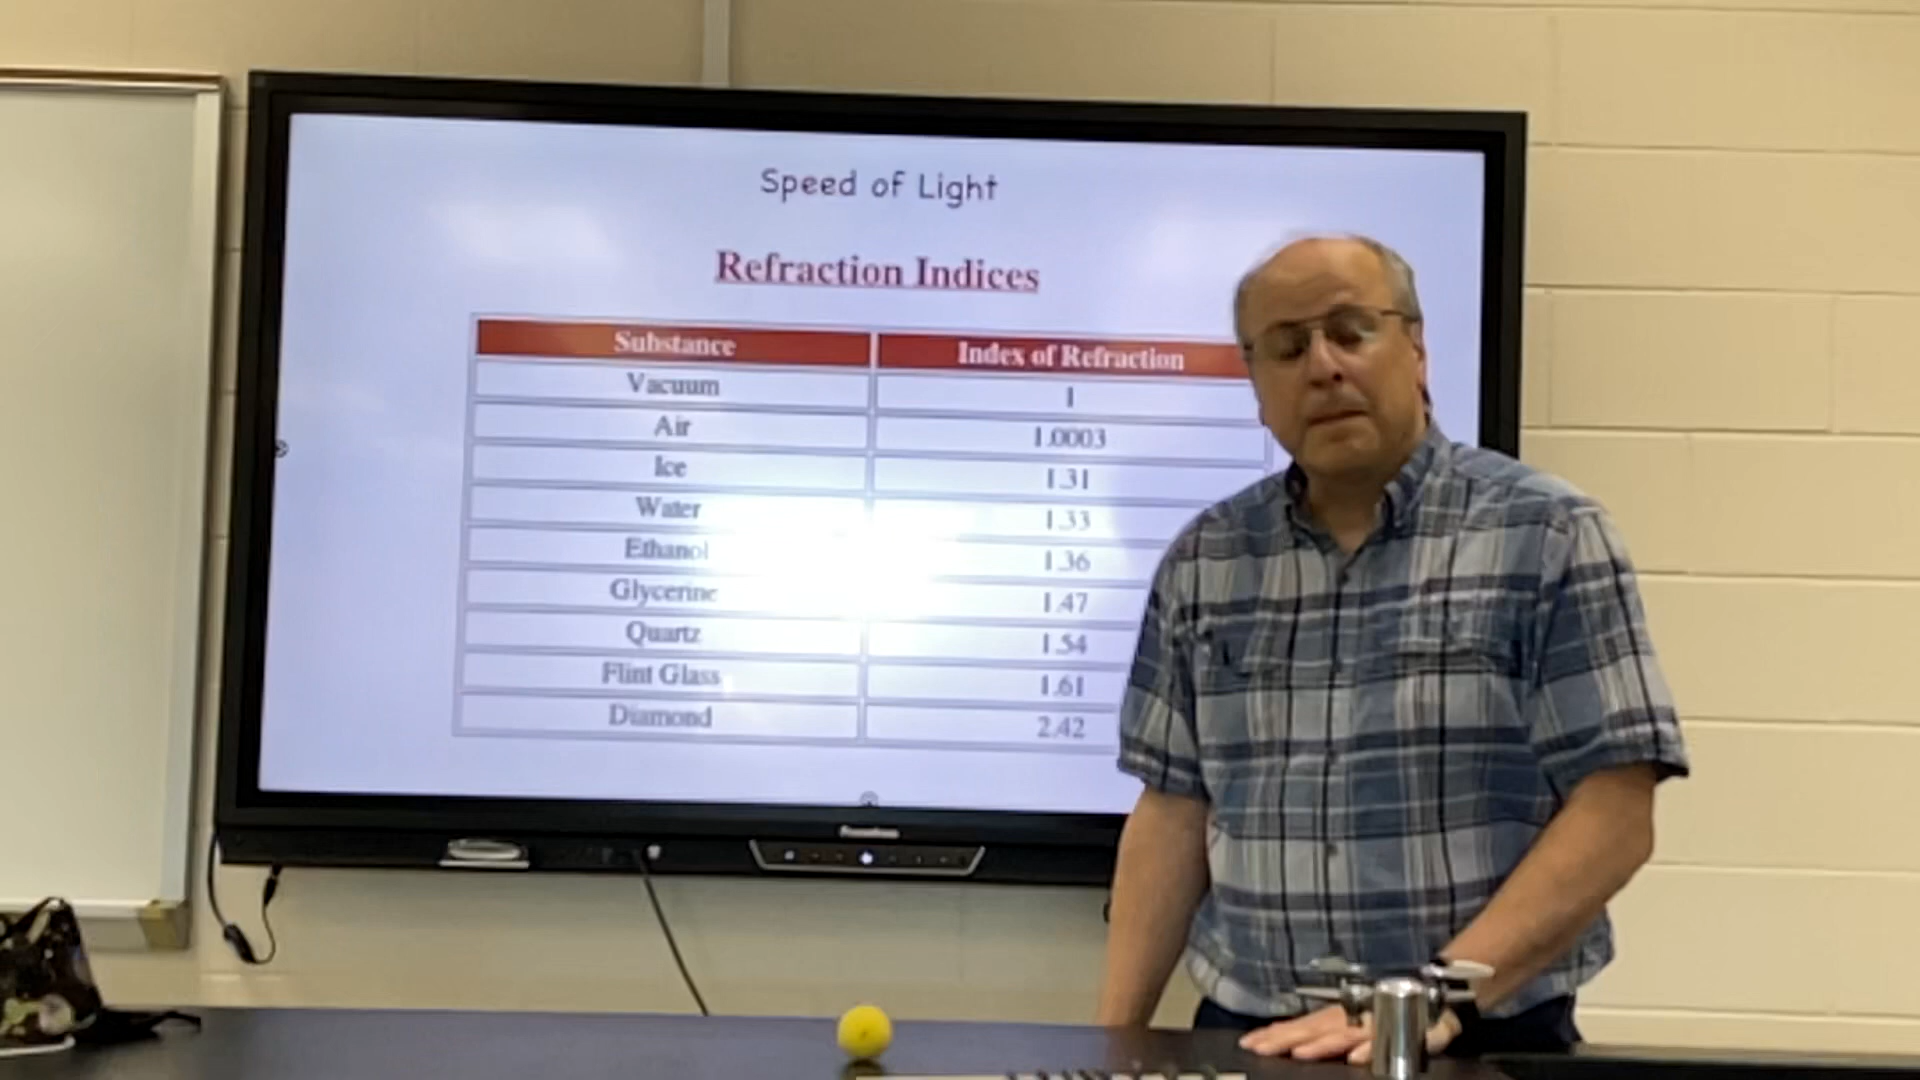 Speed of Light
Refraction Indices
Substance Index of Refraction
Vacuum 1
Air 1.0003
Ice 1.31
Water 1.33
Ethanol 1.36
Glycerine 1.47
Quartz 1.54
Flint Glass 1.61
Diamond 2.42